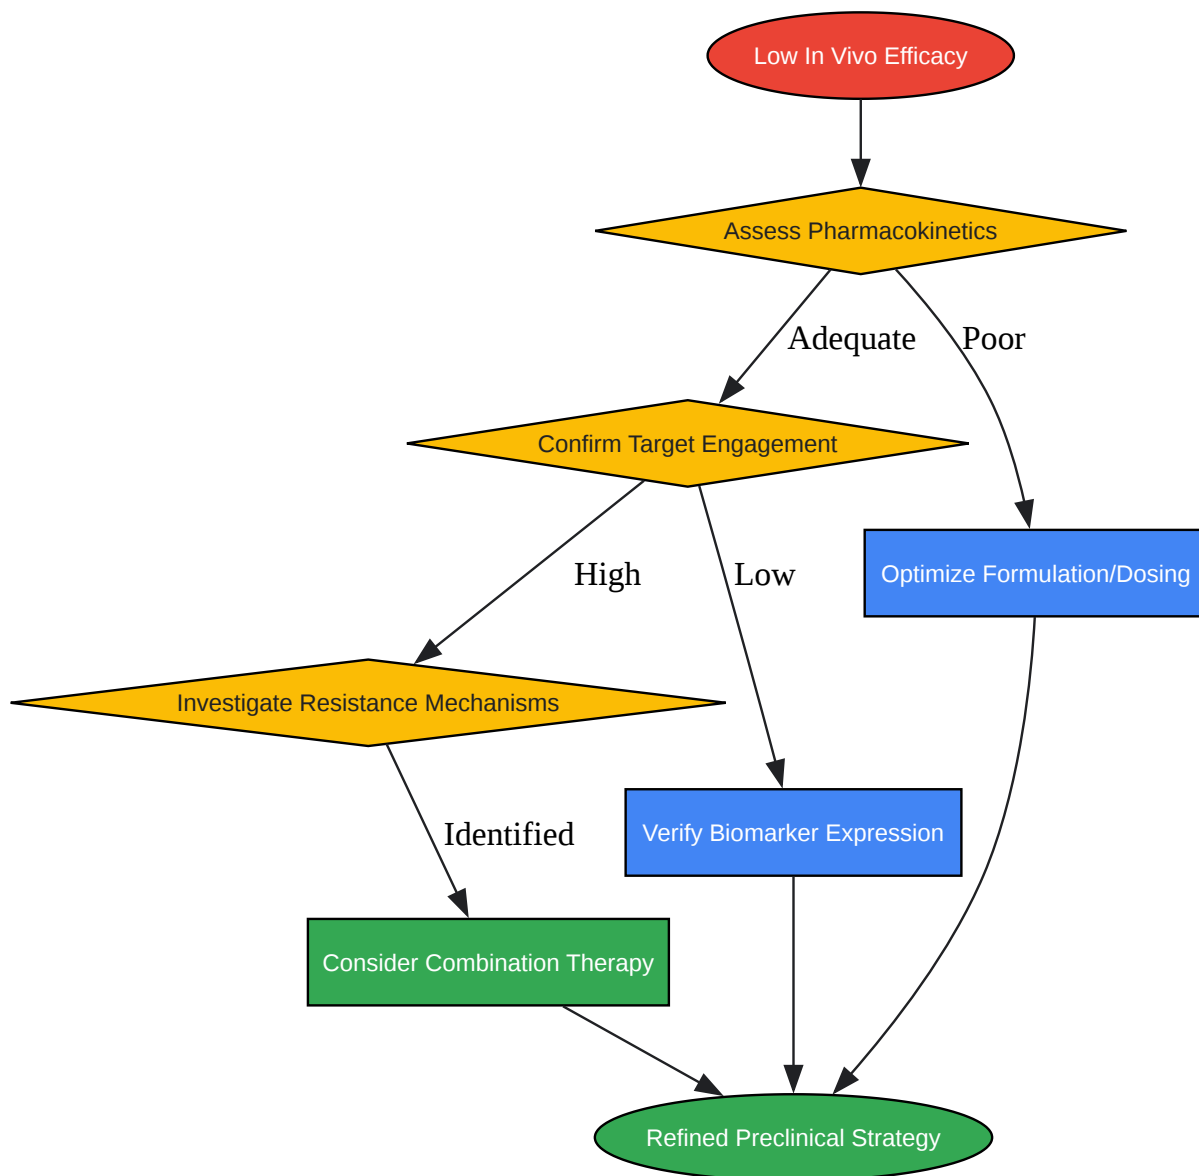 Low In Vivo Efficacy
Assess Pharmacokinetics
Adequate
Poor
Confirm Target Engagement
High
Low
Optimize Formulation/Dosing
Investigate Resistance Mechanisms
Identified
Verify Biomarker Expression
Consider Combination Therapy
Refined Preclinical Strategy